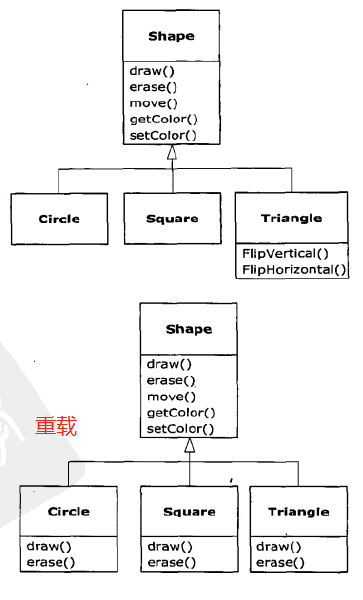 Shape
draw()
erase()
move()
getColor()
setColor()
Circle
Square
Triangle
FlipVertical()
FlipHorizontal()
Shape
draw()
erase()
move()
getColor()
setColor()
重载
Circle
draw()
erase()
Square
draw()
erase()
Triangle
draw()
erase()